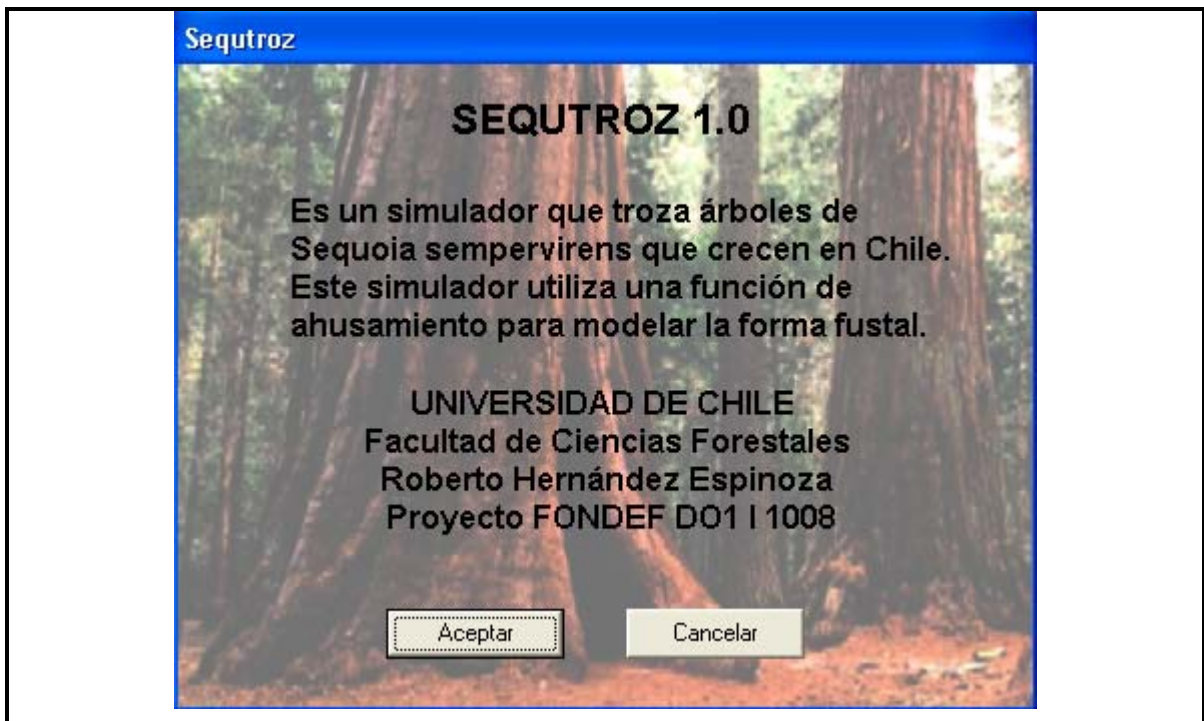 Sequtroz
SEQUTROZ 1.0
Es un simulador que troza árboles de
Sequoia sempervirens que crecen en Chile.
Este simulador utiliza una función de
ahusamiento para modelar la forma fustal.
UNIVERSIDAD DE CHILE
Facultad de Ciencias Forestales
Roberto Hernández Espinoza
Proyecto FONDEF DO1 I 1008
Aceptar Cancelar